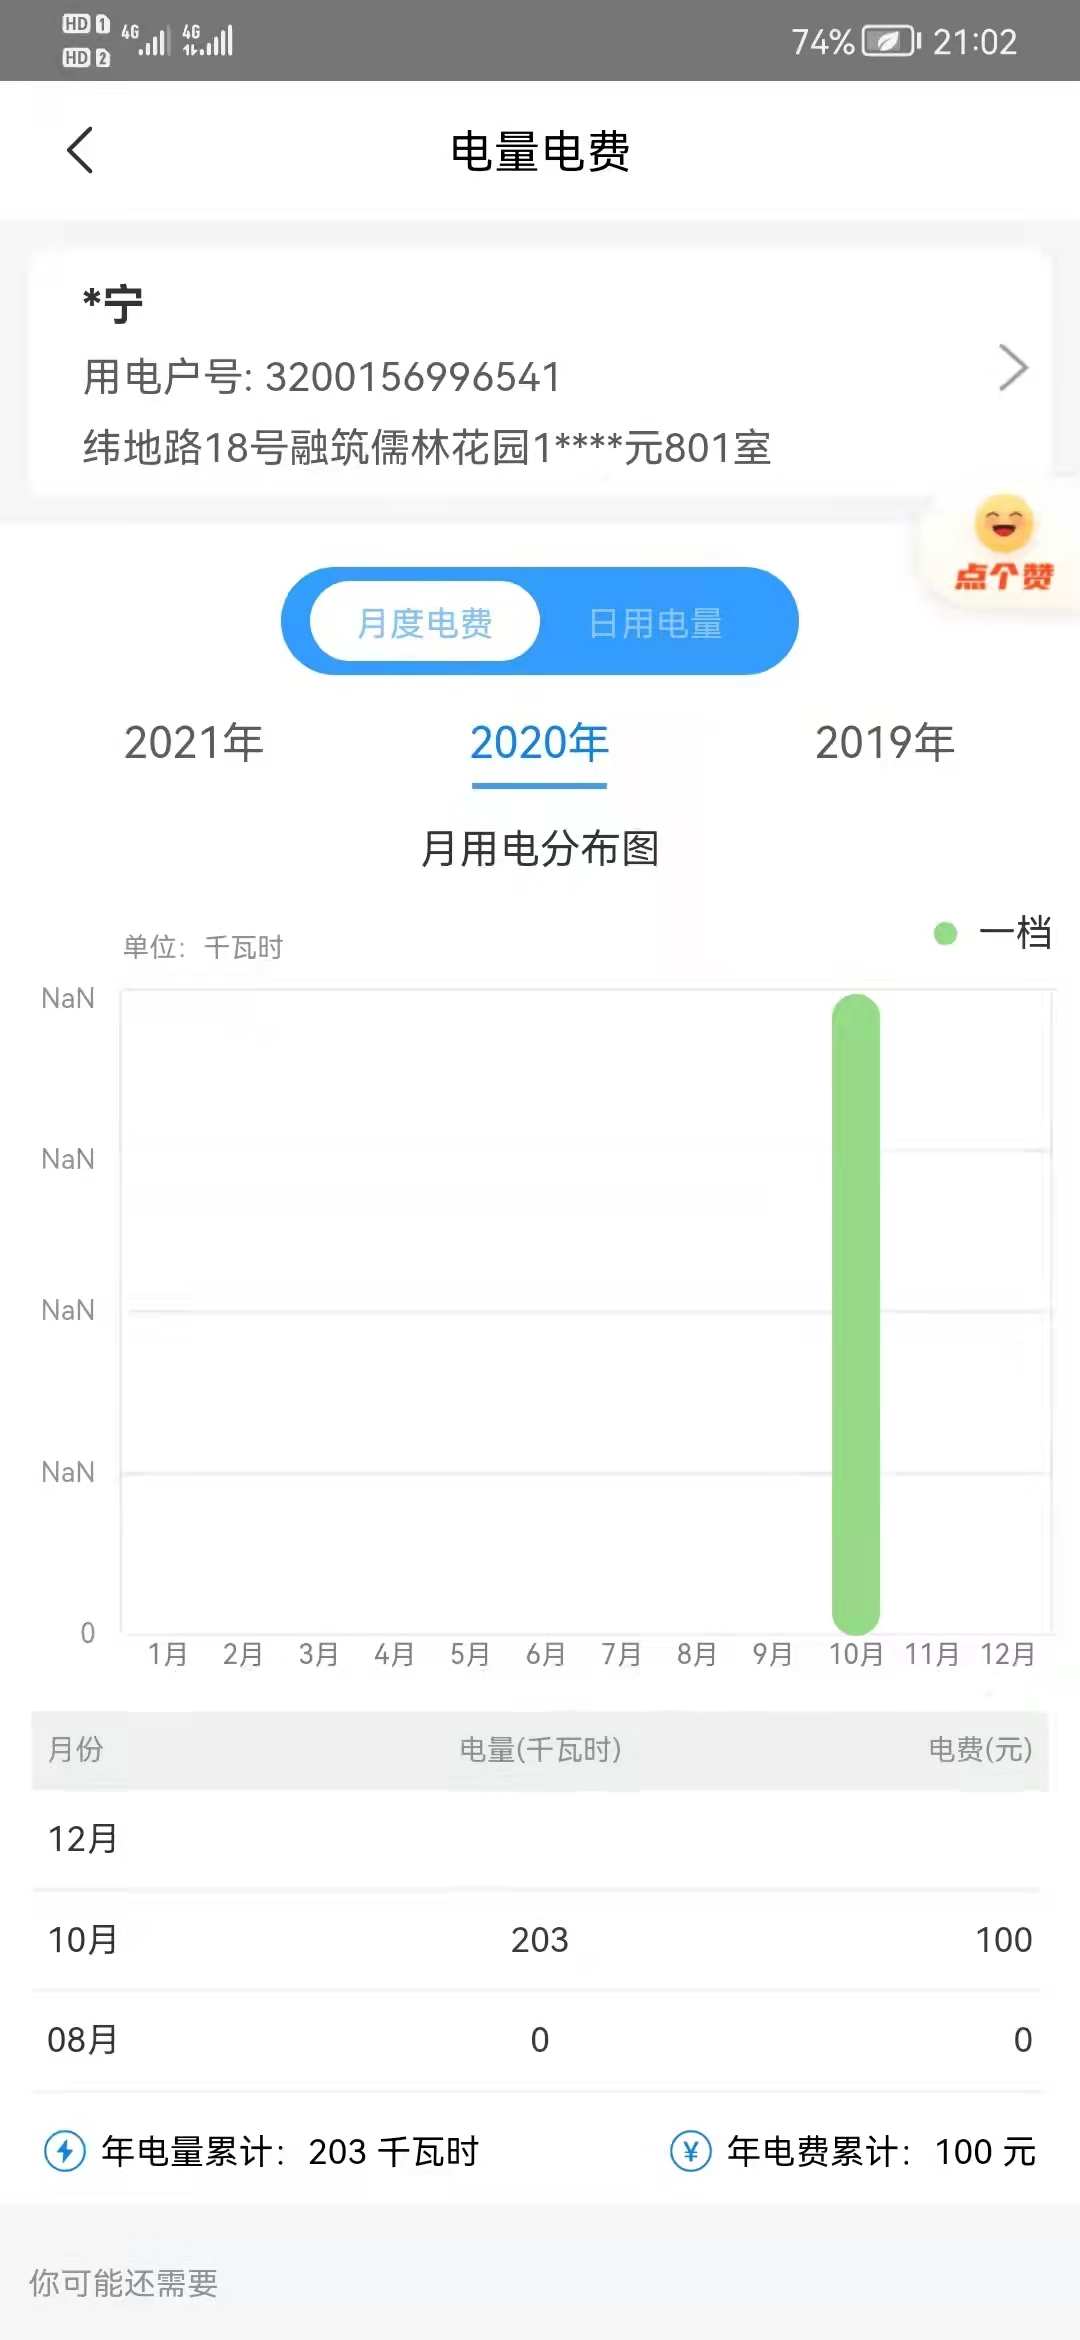 HD 1 4G 4G 74% 21:02
HD 2
电量电费
*宁
用电户号: 3200156996541
纬地路18号融筑儒林花园1****元801室
点个赞
月度电费 日用电量
2021年 2020年 2019年
月用电分布图
单位：千瓦时 一档
NaN
NaN
NaN
NaN
0
1月 2月 3月 4月 5月 6月 7月 8月 9月 10月 11月 12月
月份 电量(千瓦时) 电费(元)
12月
10月 203 100
08月 0 0
年电量累计：203 千瓦时 ¥ 年电费累计：100 元
你可能还需要